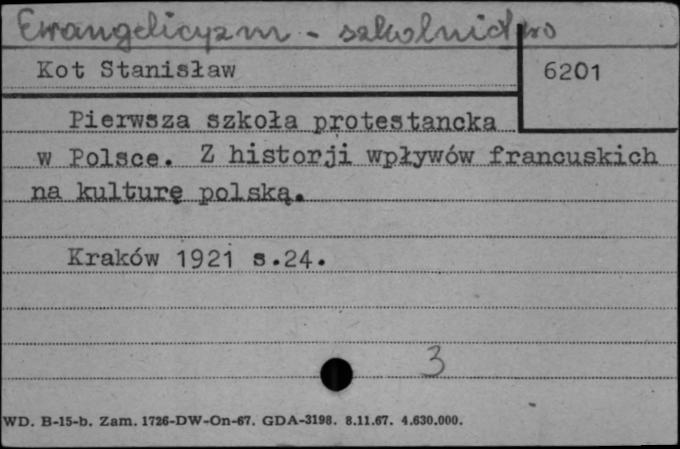 Ewangelicyzm - szkolnictwo
Kot Stanisław
6201
Pierwsza szkoła protestancka
w Polsce. Z historji wpływów francuskich
na kulturę polską.
Kraków 1921 s.24.
3
WD. B-15-b. Zam. 1726-DW-On-67. GDA-3198. 8.11.67. 4.630.000.